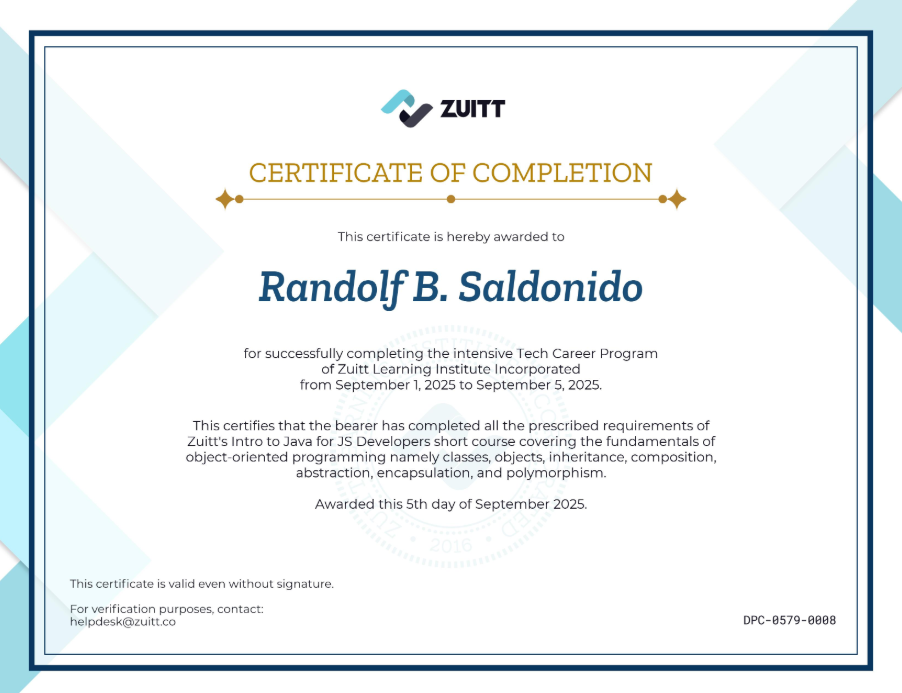 ZUITT
CERTIFICATE OF COMPLETION
This certificate is hereby awarded to
Randolf B. Saldonido
for successfully completing the intensive Tech Career Program
of Zuitt Learning Institute Incorporated
from September 1, 2025 to September 5, 2025.
This certifies that the bearer has completed all the prescribed requirements of
Zuitt's Intro to Java for JS Developers short course covering the fundamentals of
object-oriented programming namely classes, objects, inheritance, composition,
abstraction, encapsulation, and polymorphism.
Awarded this 5th day of September 2025.
2016
This certificate is valid even without signature.
For verification purposes, contact:
helpdesk@zuitt.co
DPC-0579-0008